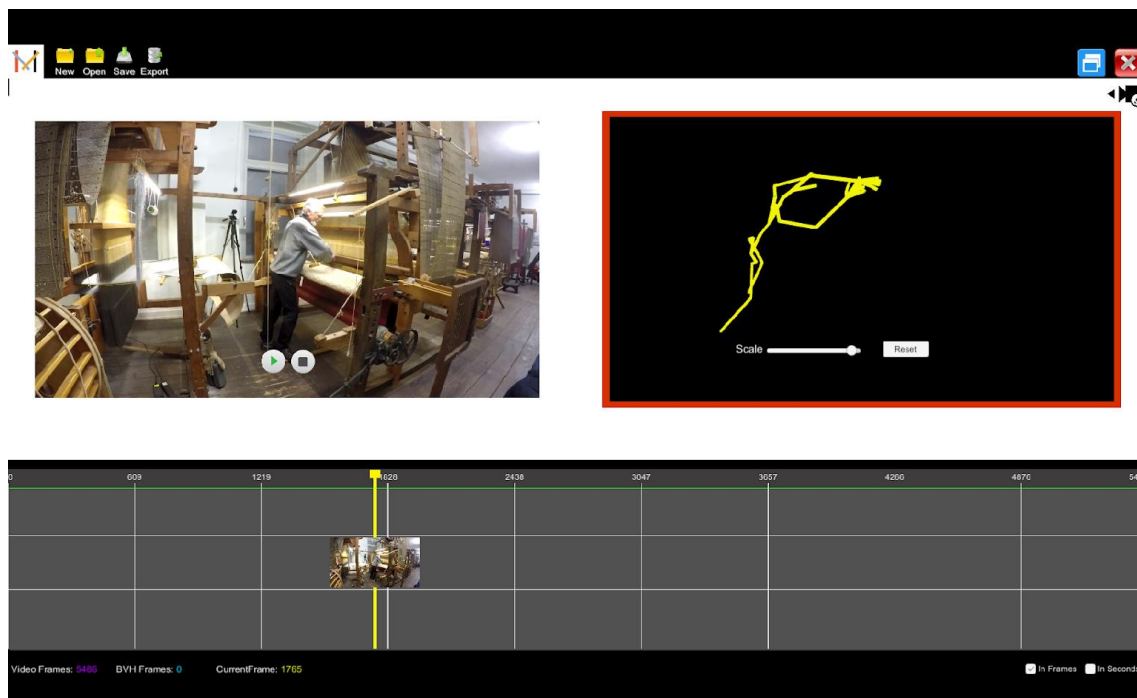 New Open Save Export
Scale Reset
0 609 1219 1828 2438 3047 3657 4266 4876 54
Video Frames: 5486 BVH Frames: 0 CurrentFrame: 1765 In Frames In Seconds